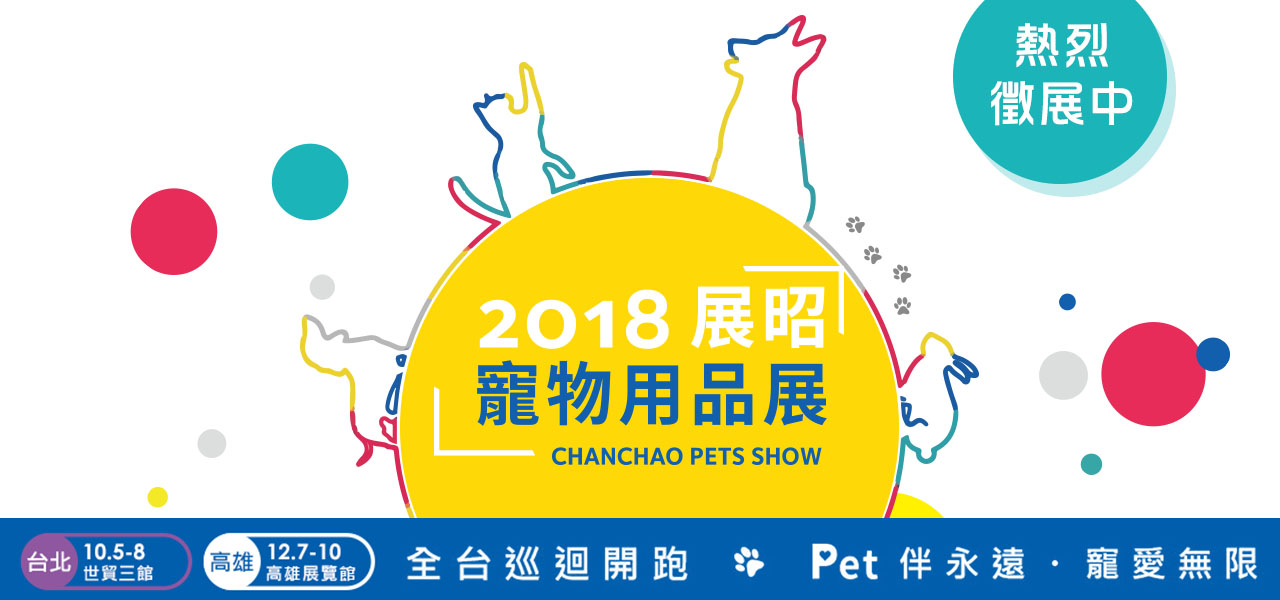 熱烈
徵展中
2018 展昭
寵物用品展
CHANCHAO PETS SHOW
台北
10.5-8
世貿三館
高雄
12.7-10
高雄展覽館
全台巡迴開跑
Pet 伴永遠·寵愛無限